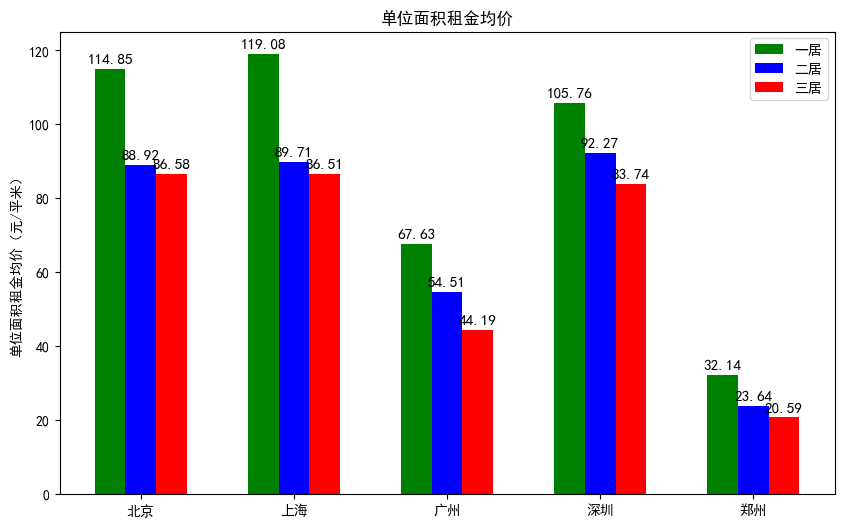 单位面积租金均价
一居
二居
三居
单位面积租金均价（元/平米）
120
100
80
60
40
20
0
114.85
88.92
86.58
119.08
89.71
86.51
67.63
54.51
44.19
105.76
92.27
83.74
32.14
23.64
20.59
北京
上海
广州
深圳
郑州